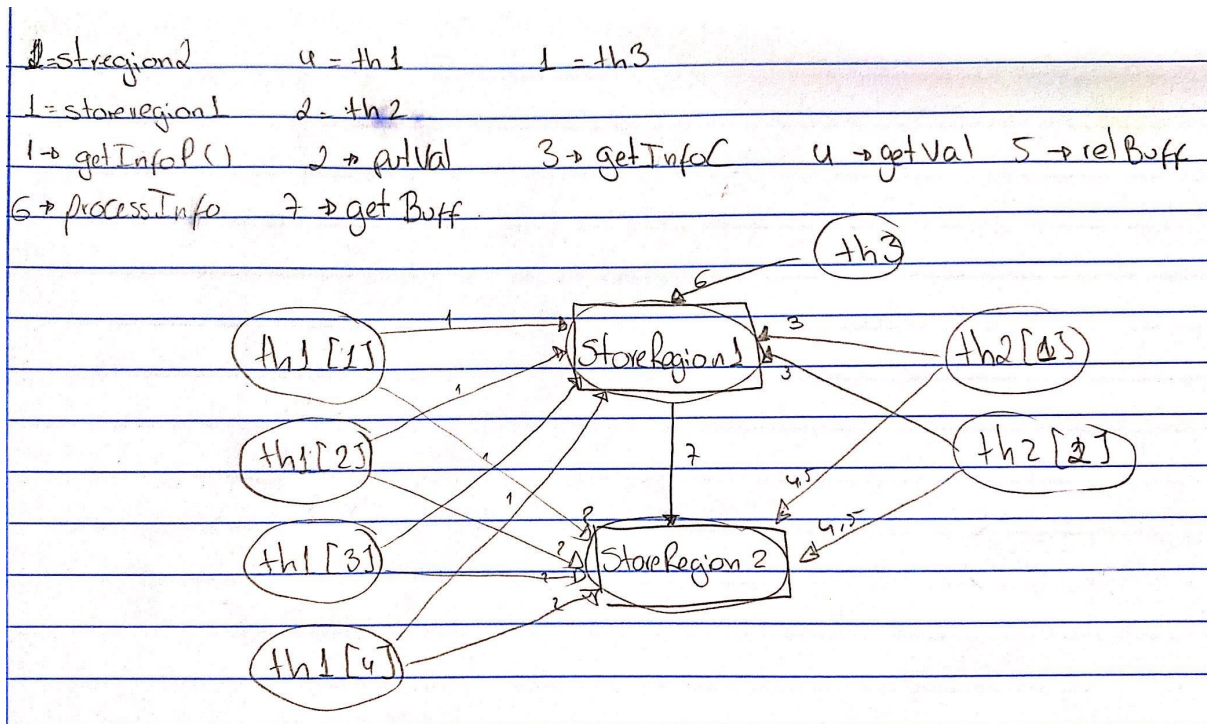 1=stregion2 4 = th1 1 = th3
1= storeregion1 2 = th2
1→ getInfoP() 2 → putVal 3 → getInfoC 4 → getVal 5 → relBuff
6 → processInfo 7 → getBuff
th3
6
th1 [1] 1 StoreRegion1 3 th2 [1]
1 3
th1 [2] 7 th2 [2]
1 1 4,5
2 4,5
th1 [3] 2 StoreRegion 2
2 2
th1 [4]